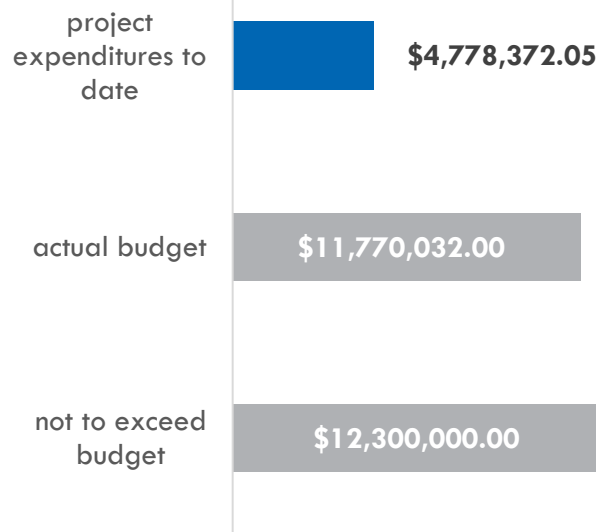 project
expenditures to
date
$4,778,372.05
actual budget
$11,770,032.00
not to exceed
budget
$12,300,000.00